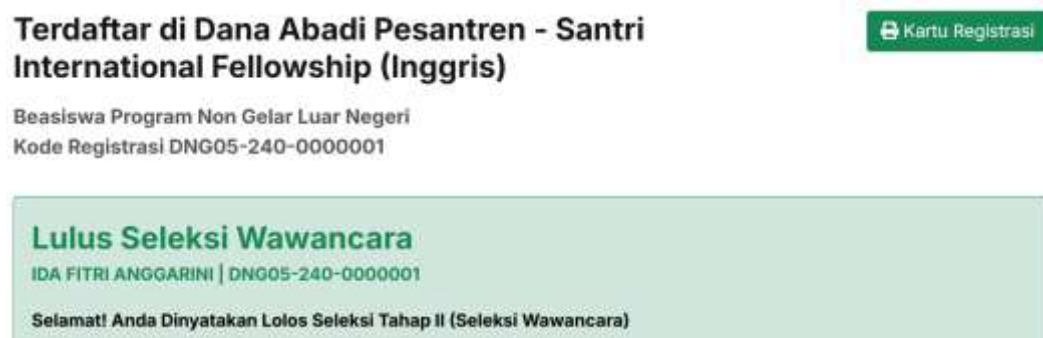 Terdaftar di Dana Abadi Pesantren - Santri
International Fellowship (Inggris)
Kartu Registrasi
Beasiswa Program Non Gelar Luar Negeri
Kode Registrasi DNG05-240-0000001
Lulus Seleksi Wawancara
IDA FITRI ANGGARINI | DNG05-240-0000001
Selamat! Anda Dinyatakan Lolos Seleksi Tahap II (Seleksi Wawancara)